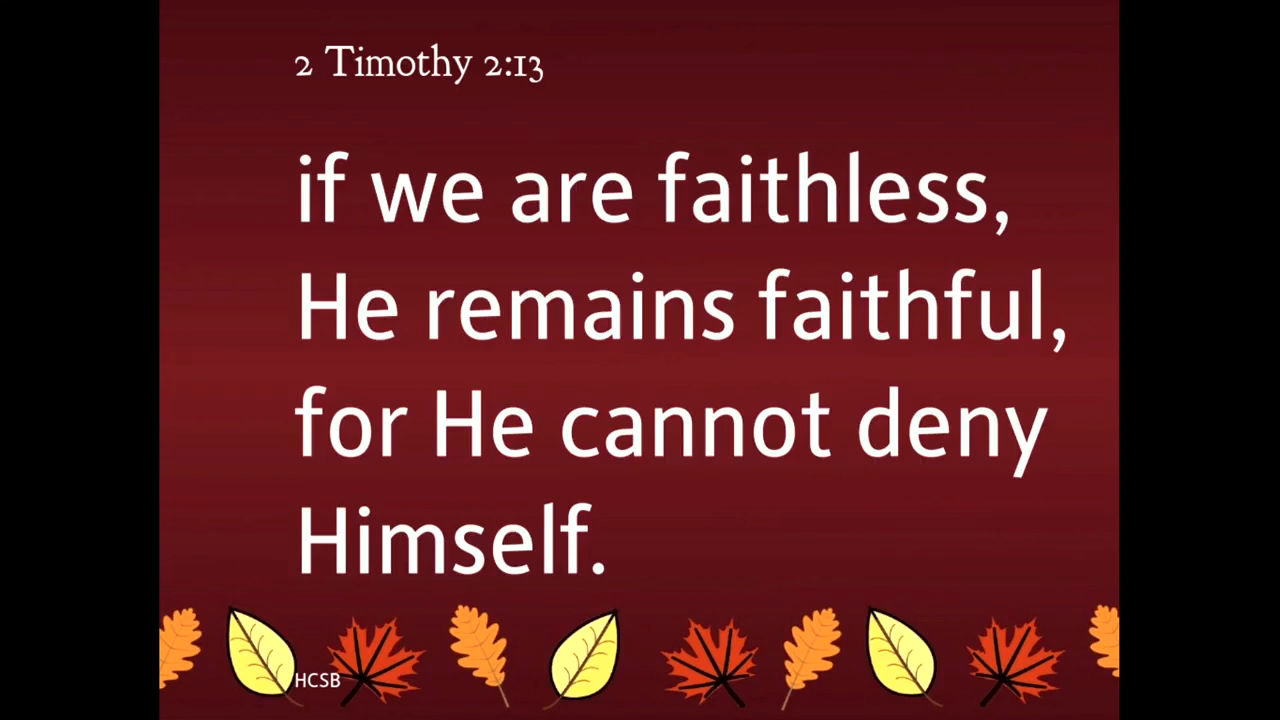 2 Timothy 2:13
if we are faithless,
He remains faithful,
for He cannot deny
Himself.
HCSB